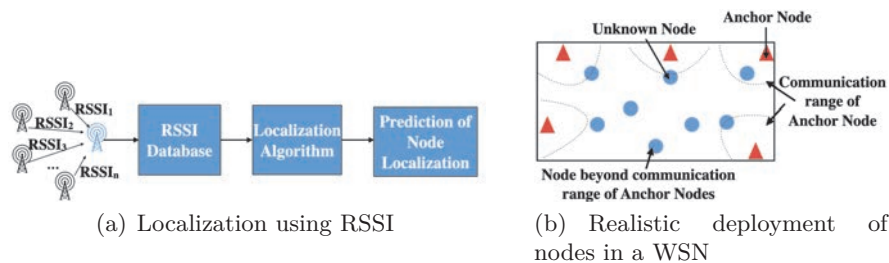 RSSI1
RSSI2
RSSI3
...
RSSIn
RSSI
Database
Localization
Algorithm
Prediction of
Node
Localization
(a) Localization using RSSI
Unknown Node
Anchor Node
Communication
range of
Anchor Node
Node beyond communication
range of Anchor Nodes
(b) Realistic deployment of
nodes in a WSN